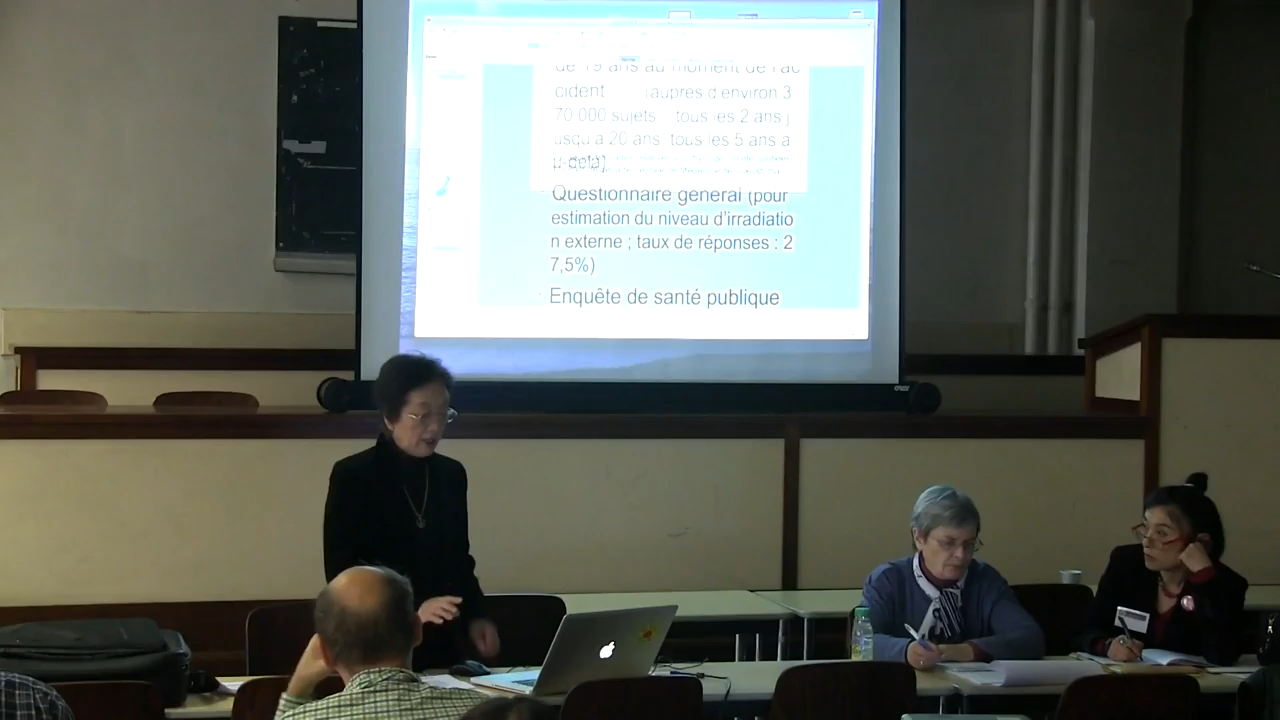 de 19 ans au moment de l'ac
cident (auprès d'environ 3
70 000 sujets tous les 2 ans j
usqu'à 20 ans tous les 5 ans a
u-delà)
Questionnaire général (pour
estimation du niveau d'irradiatio
n externe ; taux de réponses : 2
7,5%)
Enquête de santé publique